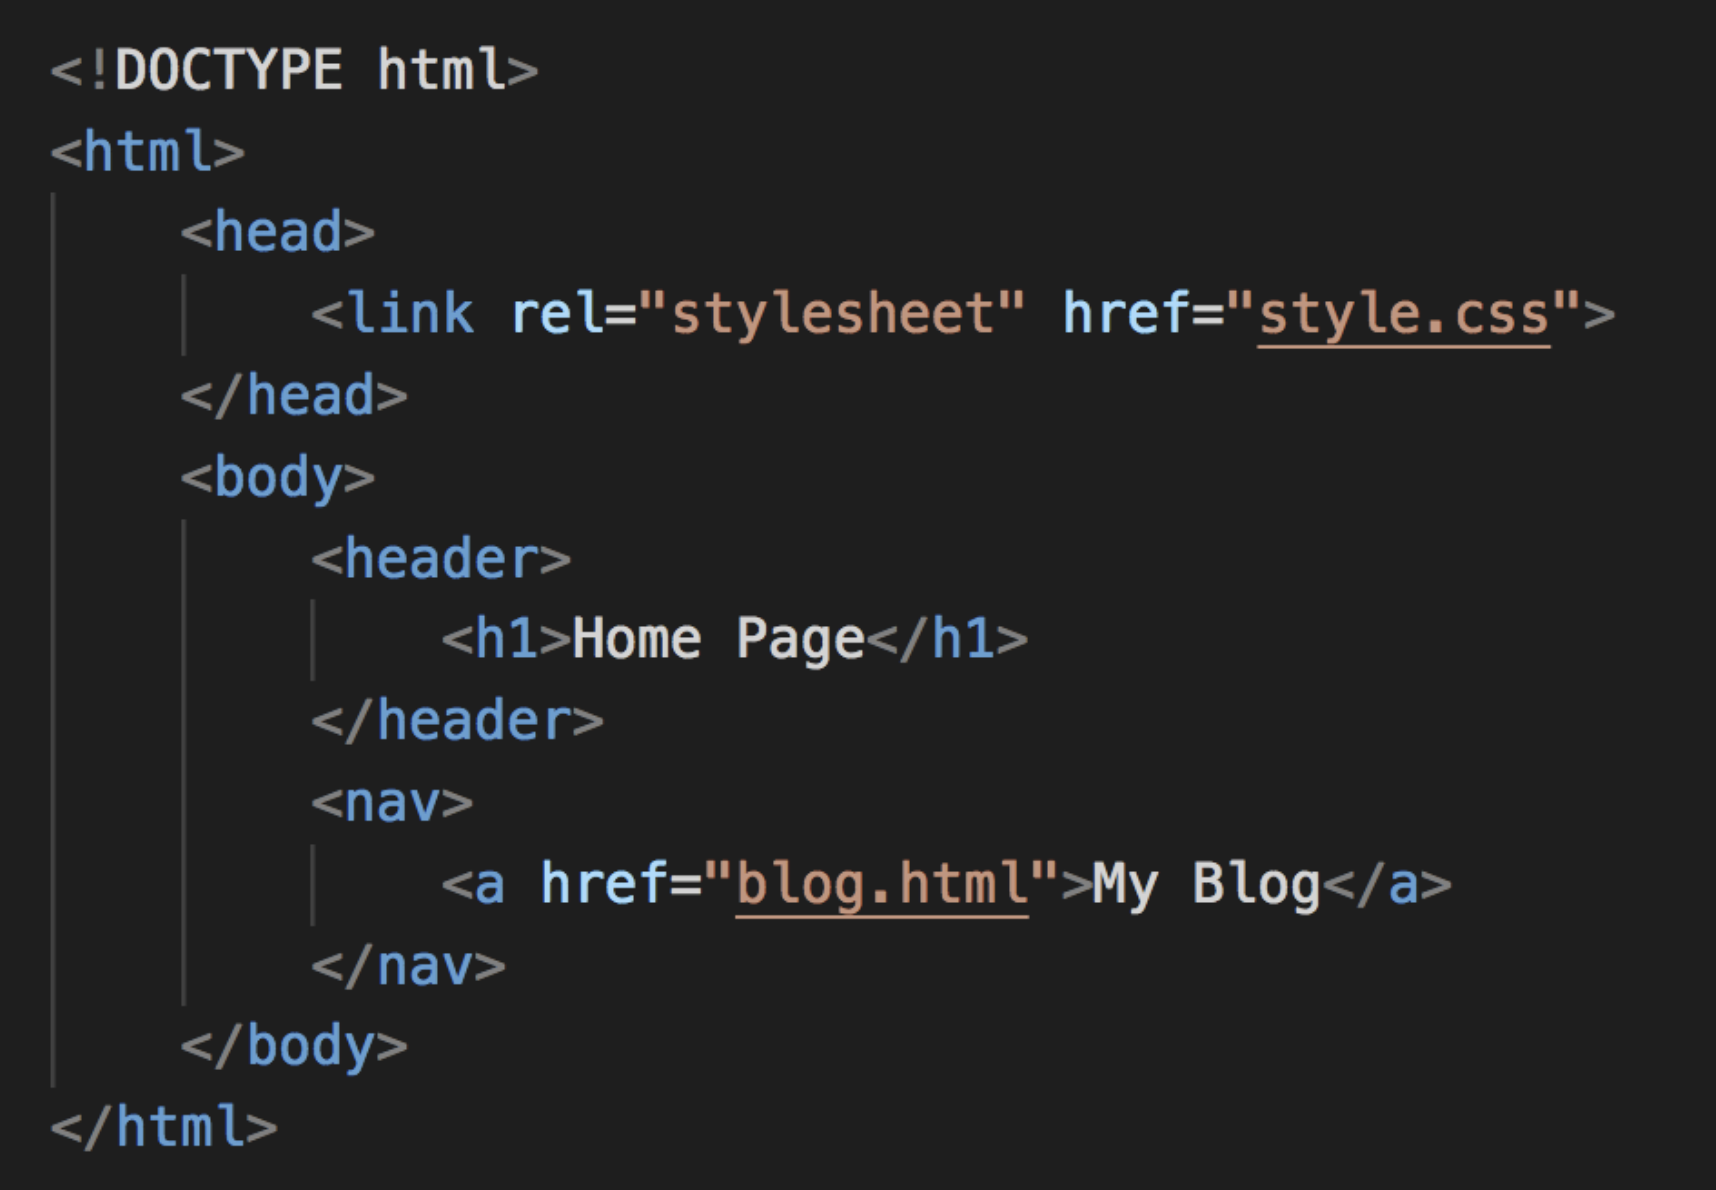 <!DOCTYPE html>
<html>
    <head>
        <link rel="stylesheet" href="style.css">
    </head>
    <body>
        <header>
            <h1>Home Page</h1>
        </header>
        <nav>
            <a href="blog.html">My Blog</a>
        </nav>
    </body>
</html>